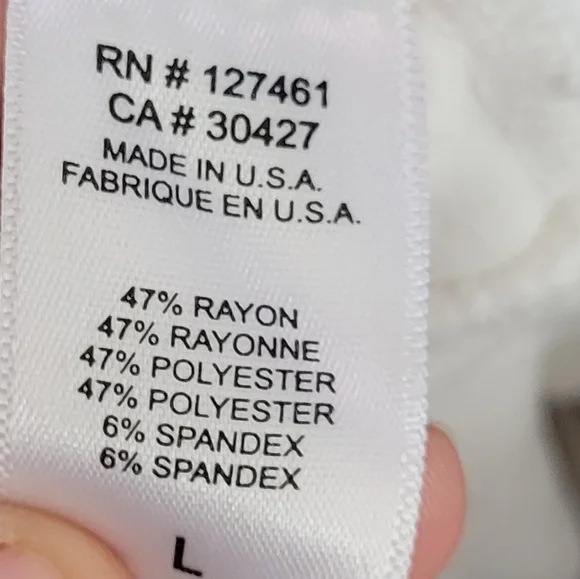 RN # 127461
CA # 30427
MADE IN U.S.A.
FABRIQUE EN U.S.A.
47% RAYON
47% RAYONNE
47% POLYESTER
47% POLYESTER
6% SPANDEX
6% SPANDEX
L